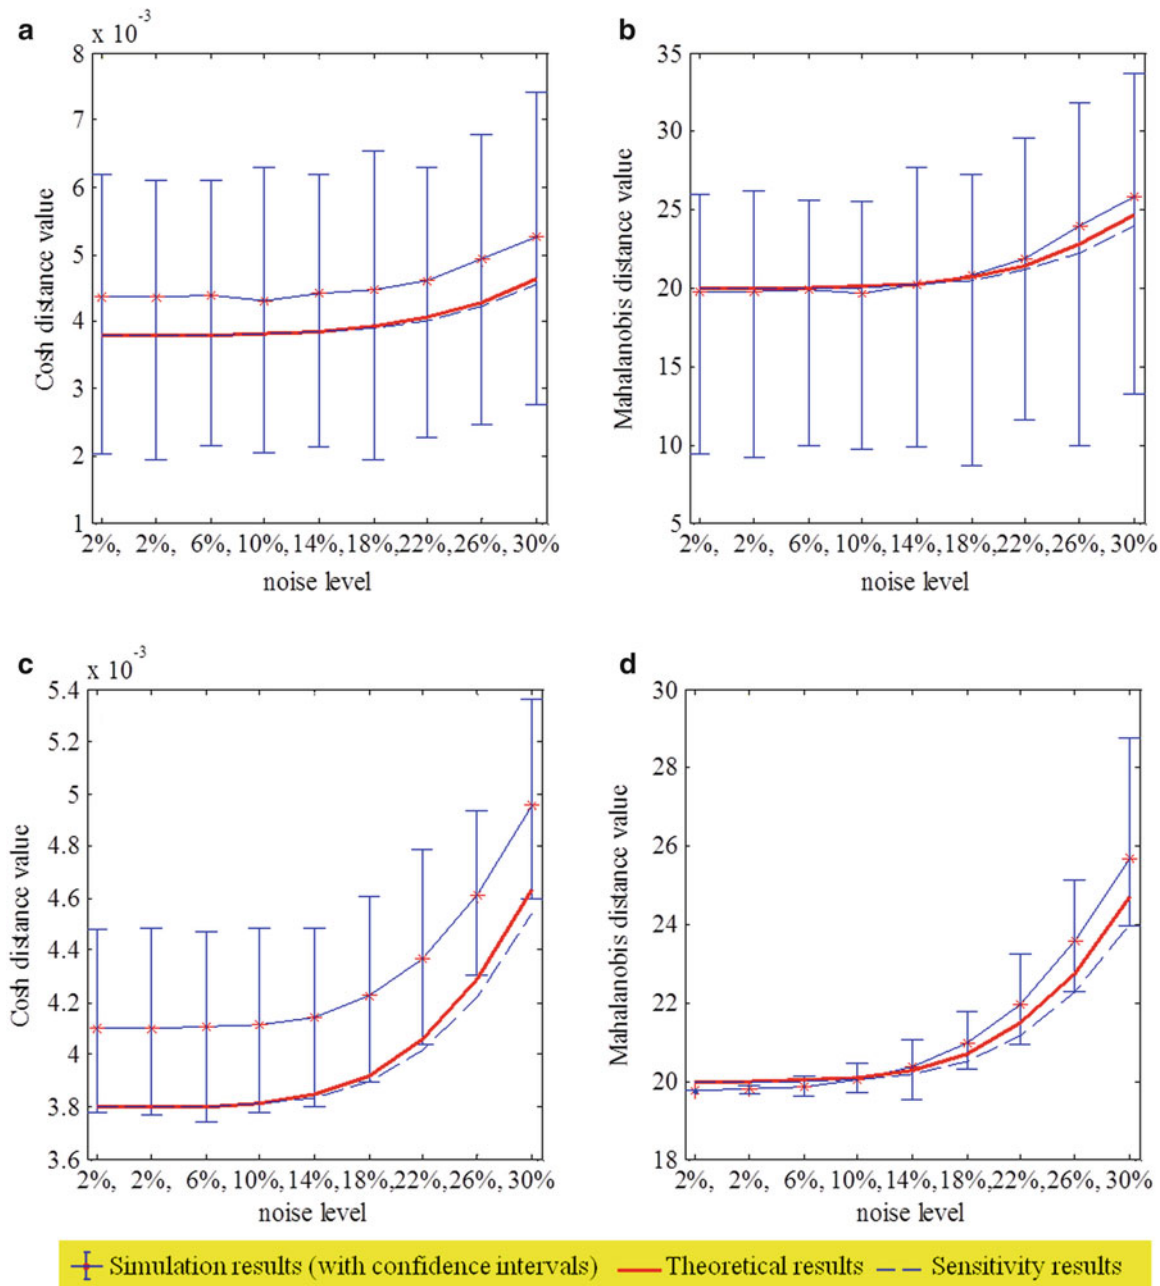 a
x 10^-3
8
7
6
5
4
3
2
1
Cosh distance value
2%, 2%, 6%, 10%, 14%, 18%, 22%, 26%, 30%
noise level
b
35
30
25
20
15
10
5
Mahalanobis distance value
2%, 2%, 6%, 10%, 14%, 18%, 22%, 26%, 30%
noise level
c
x 10^-3
5.4
5.2
5
4.8
4.6
4.4
4.2
4
3.8
3.6
Cosh distance value
2%, 2%, 6%, 10%, 14%, 18%, 22%, 26%, 30%
noise level
d
30
28
26
24
22
20
18
Mahalanobis distance value
2%, 2%, 6%, 10%, 14%, 18%, 22%, 26%, 30%
noise level
Simulation results (with confidence intervals) Theoretical results Sensitivity results